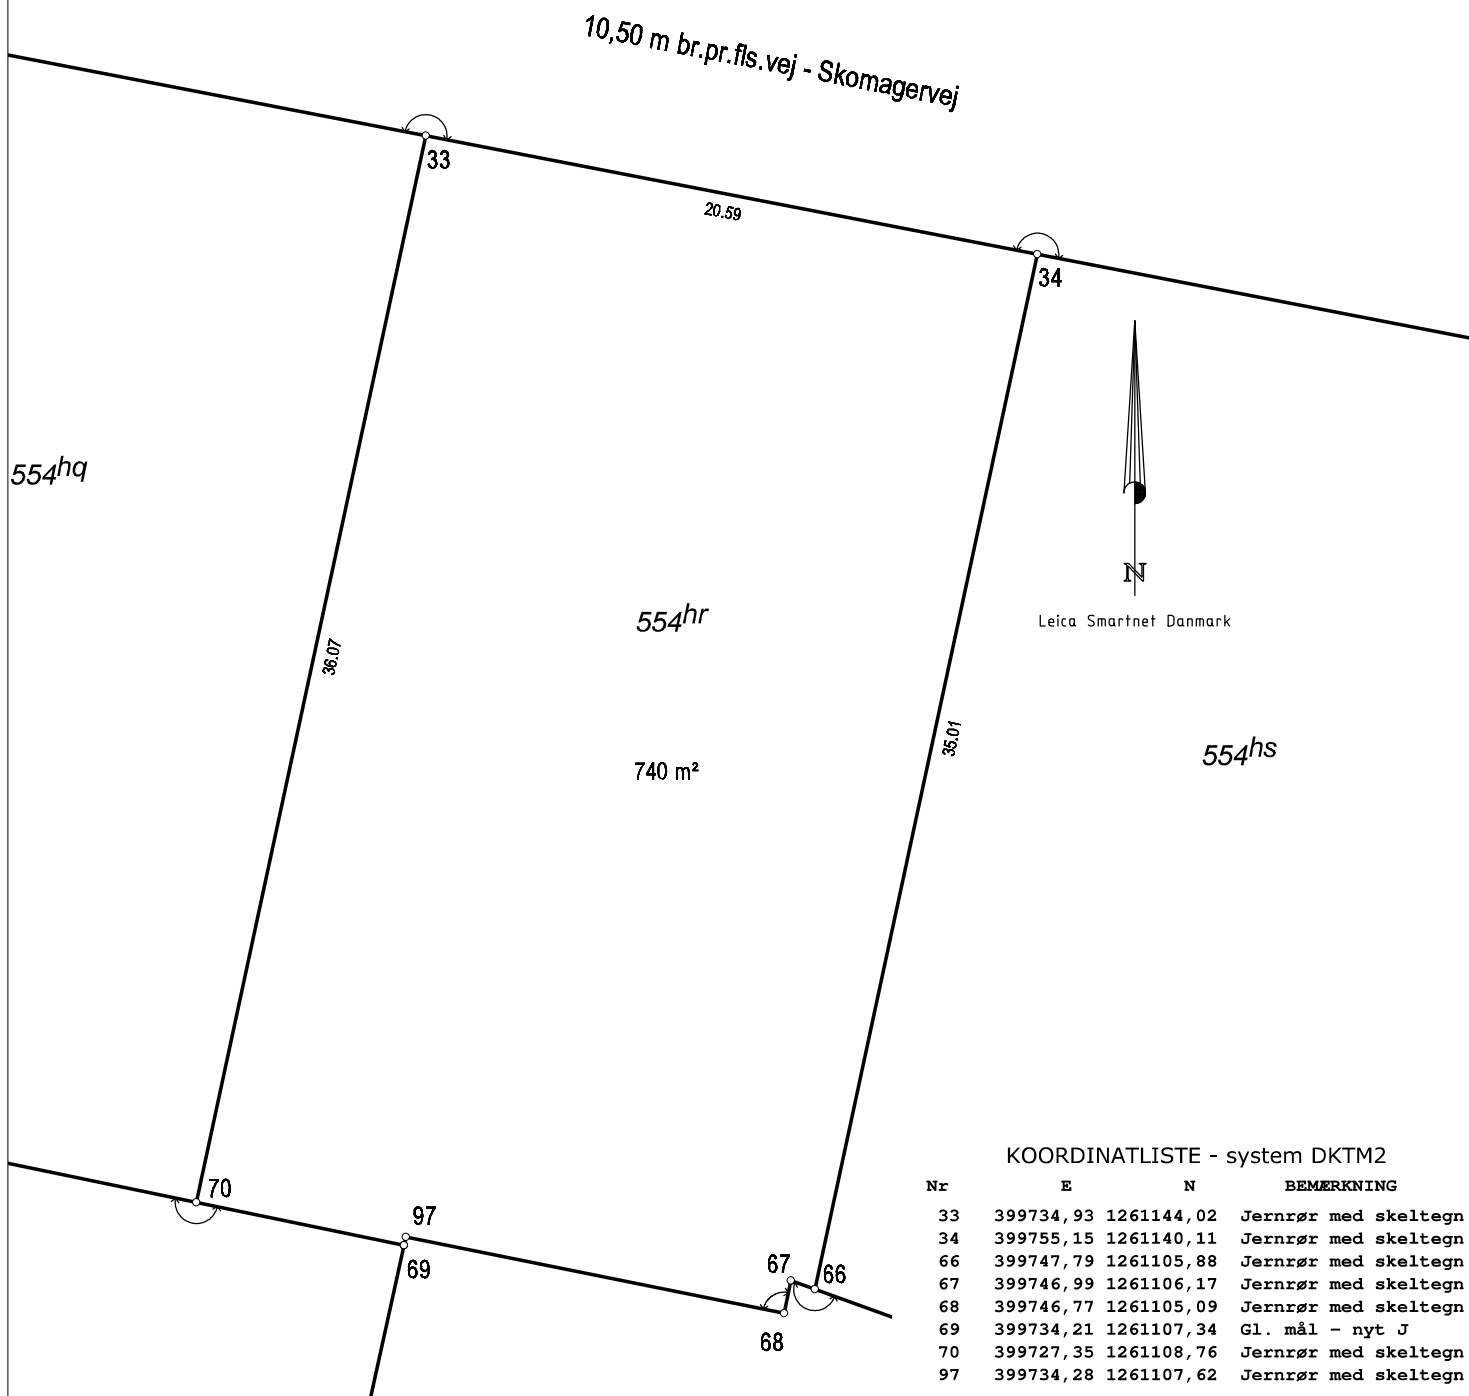 10,50 m br.pr.fls.vej - Skomagervej
33
20.59
34
554hq
554hr
N
Leica Smartnet Danmark
36.07
35.01
554hs
740 m²
70
97
69
67 66
68
KOORDINATLISTE - system DKTM2
Nr E N BEMÆRKNING
33 399734,93 1261144,02 Jernrør med skeltegn
34 399755,15 1261140,11 Jernrør med skeltegn
66 399747,79 1261105,88 Jernrør med skeltegn
67 399746,99 1261106,17 Jernrør med skeltegn
68 399746,77 1261105,09 Jernrør med skeltegn
69 399734,21 1261107,34 Gl. mål - nyt J
70 399727,35 1261108,76 Jernrør med skeltegn
97 399734,28 1261107,62 Jernrør med skeltegn